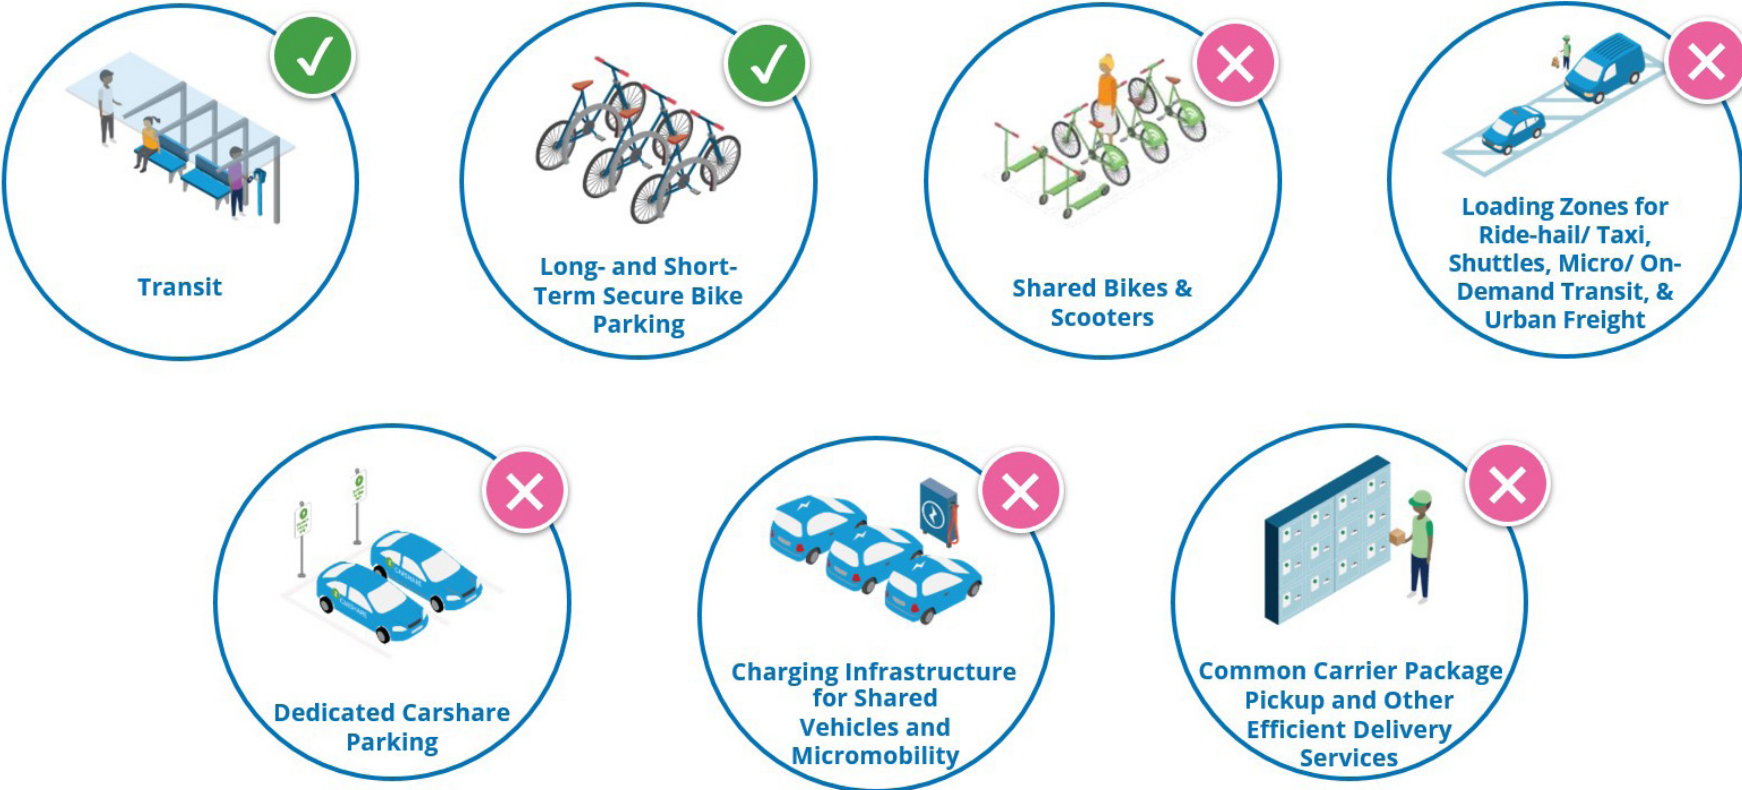 Transit
Long- and Short-
Term Secure Bike
Parking
Shared Bikes &
Scooters
Loading Zones for
Ride-hail/ Taxi,
Shuttles, Micro/ On-
Demand Transit, &
Urban Freight
CARSHARE
CARSHARE
Dedicated Carshare
Parking
Charging Infrastructure
for Shared
Vehicles and
Micromobility
Common Carrier Package
Pickup and Other
Efficient Delivery
Services